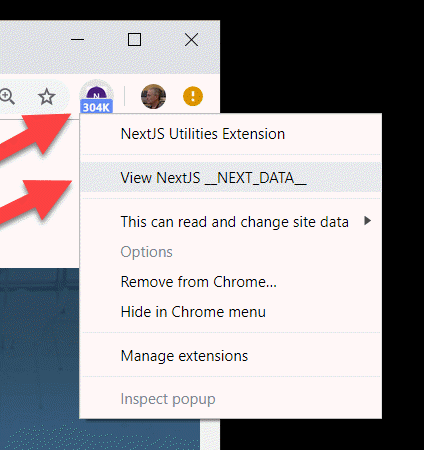 N
304K
NextJS Utilities Extension
View NextJS __NEXT_DATA__
This can read and change site data
Options
Remove from Chrome...
Hide in Chrome menu
Manage extensions
Inspect popup